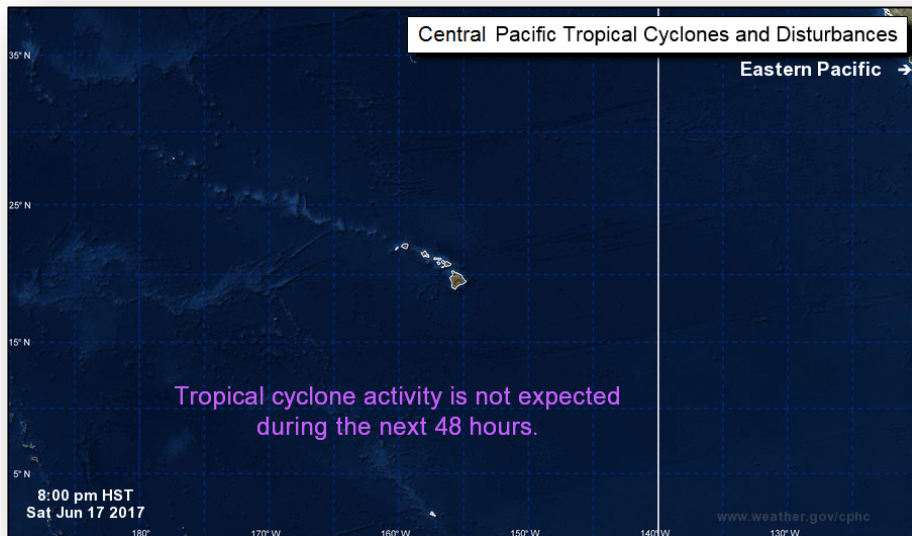 Central Pacific Tropical Cyclones and Disturbances
35° N
Eastern Pacific →
25° N
15° N
Tropical cyclone activity is not expected
during the next 48 hours.
5° N
8:00 pm HST
Sat Jun 17 2017
www.weather.gov/cphc
180° 170° W 160° W 150° W 140° W 130° W